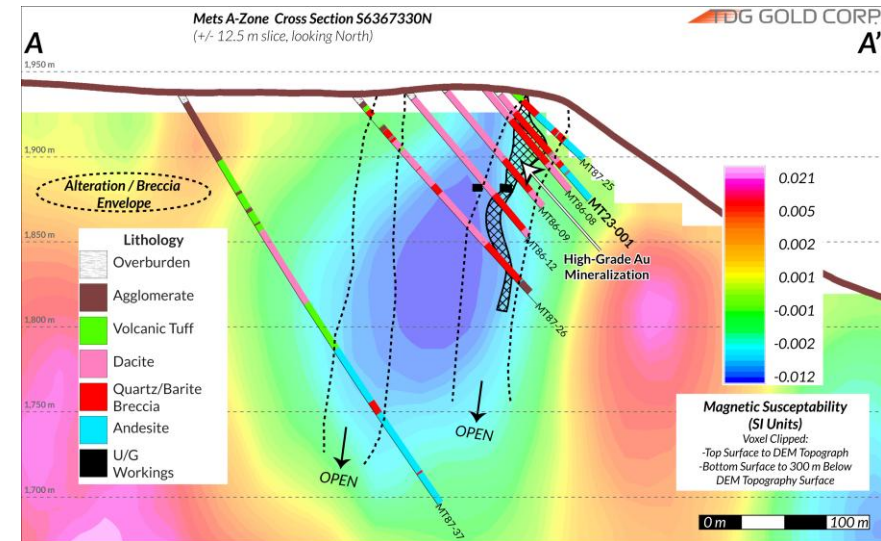 Mets A-Zone Cross Section S6367330N
(+/- 12.5 m slice, looking North)
TDG GOLD CORP.
A
A'
1,950 m
1,900 m
1,850 m
1,800 m
1,750 m
1,700 m
Alteration / Breccia
Envelope
Lithology
Overburden
Agglomerate
Volcanic Tuff
Dacite
Quartz/Barite
Breccia
Andesite
U/G
Workings
MT87-25
MT23-001
MT86-08
MT86-09
MT86-12
MT87-26
MT87-37
High-Grade Au
Mineralization
OPEN
OPEN
0.021
0.005
0.002
0.001
-0.001
-0.002
-0.012
Magnetic Susceptability
(SI Units)
Voxel Clipped:
-Top Surface to DEM Topograph
-Bottom Surface to 300 m Below
DEM Topography Surface
0 m
100 m